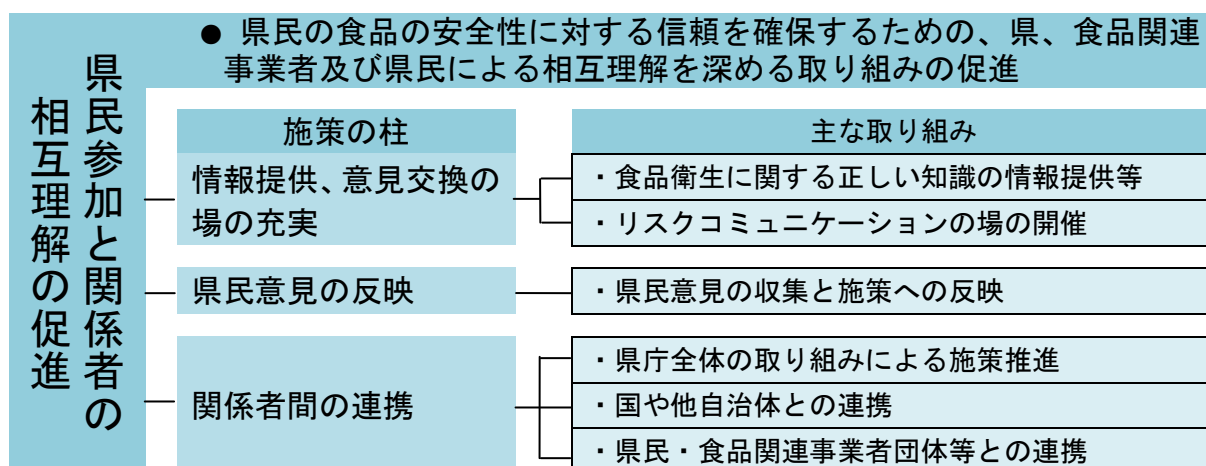 県民参加と関係者の
相互理解の促進
● 県民の食品の安全性に対する信頼を確保するための、県、食品関連
事業者及び県民による相互理解を深める取り組みの促進
施策の柱
主な取り組み
情報提供、意見交換の
場の充実
・食品衛生に関する正しい知識の情報提供等
・リスクコミュニケーションの場の開催
県民意見の反映
・県民意見の収集と施策への反映
関係者間の連携
・県庁全体の取り組みによる施策推進
・国や他自治体との連携
・県民・食品関連事業者団体等との連携